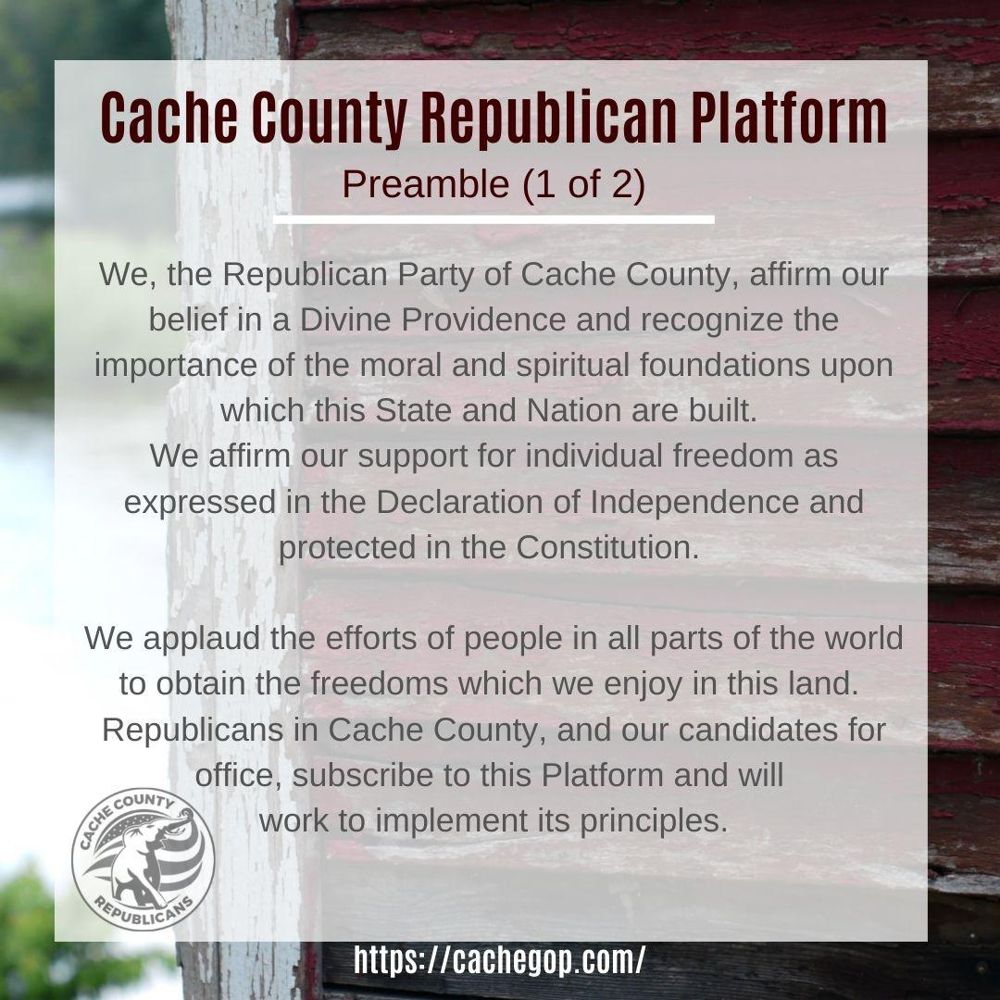 Cache County Republican Platform
Preamble (1 of 2)
We, the Republican Party of Cache County, affirm our
belief in a Divine Providence and recognize the
importance of the moral and spiritual foundations upon
which this State and Nation are built.
We affirm our support for individual freedom as
expressed in the Declaration of Independence and
protected in the Constitution.
We applaud the efforts of people in all parts of the world
to obtain the freedoms which we enjoy in this land.
Republicans in Cache County, and our candidates for
office, subscribe to this Platform and will
work to implement its principles.
CACHE COUNTY
REPUBLICANS
https://cachegop.com/